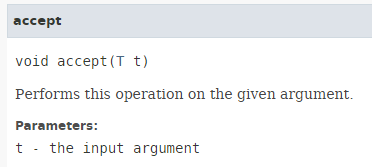 accept
void accept(T t)
Performs this operation on the given argument.
Parameters:
t - the input argument